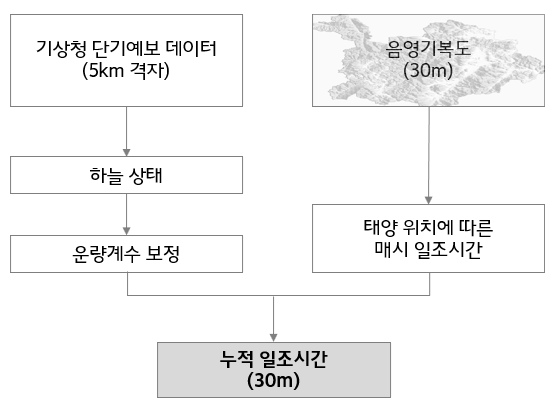 기상청 단기예보 데이터
(5km 격자)
음영기복도
(30m)
하늘 상태
태양 위치에 따른
매시 일조시간
운량계수 보정
누적 일조시간
(30m)